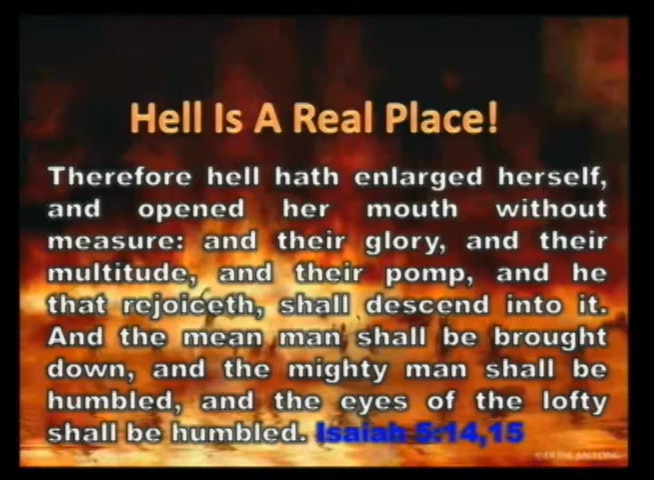 Hell Is A Real Place!
Therefore hell hath enlarged herself,
and opened her mouth without
measure: and their glory, and their
multitude, and their pomp, and he
that rejoiceth, shall descend into it.
And the mean man shall be brought
down, and the mighty man shall be
humbled, and the eyes of the lofty
shall be humbled. Isaiah 5:14,15